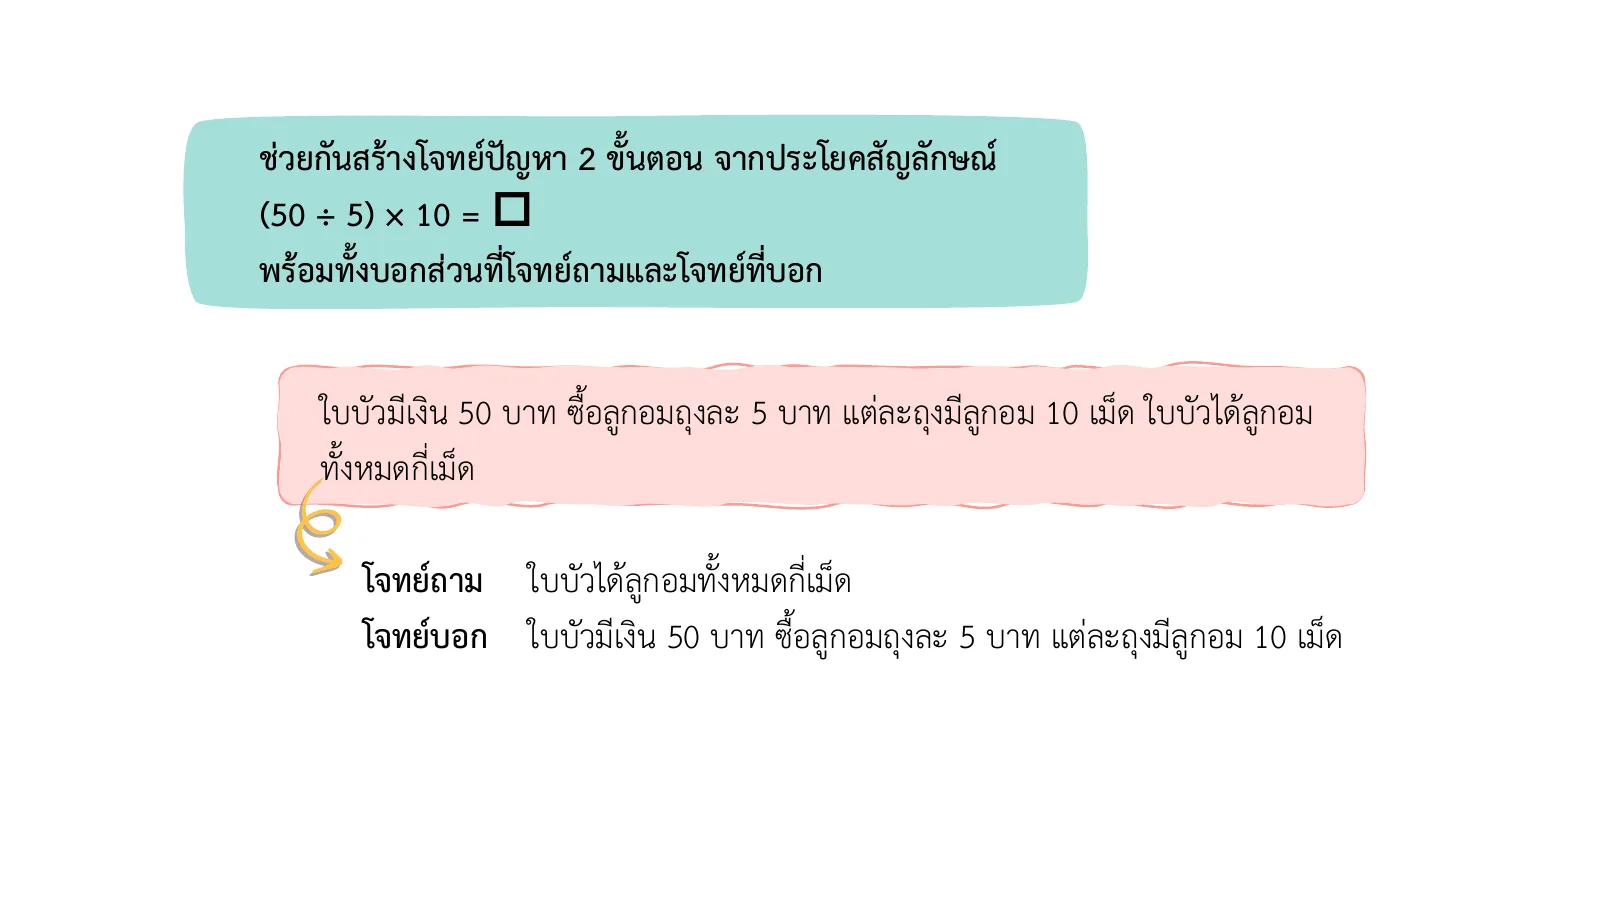 ช่วยกันสร้างโจทย์ปัญหา 2 ขั้นตอน จากประโยคสัญลักษณ์
(50 ÷ 5) × 10 = □
พร้อมทั้งบอกส่วนที่โจทย์ถามและโจทย์ที่บอก
ใบบัวมีเงิน 50 บาท ซื้อลูกอมถุงละ 5 บาท แต่ละถุงมีลูกอม 10 เม็ด ใบบัวได้ลูกอม
ทั้งหมดกี่เม็ด
โจทย์ถาม ใบบัวได้ลูกอมทั้งหมดกี่เม็ด
โจทย์บอก ใบบัวมีเงิน 50 บาท ซื้อลูกอมถุงละ 5 บาท แต่ละถุงมีลูกอม 10 เม็ด